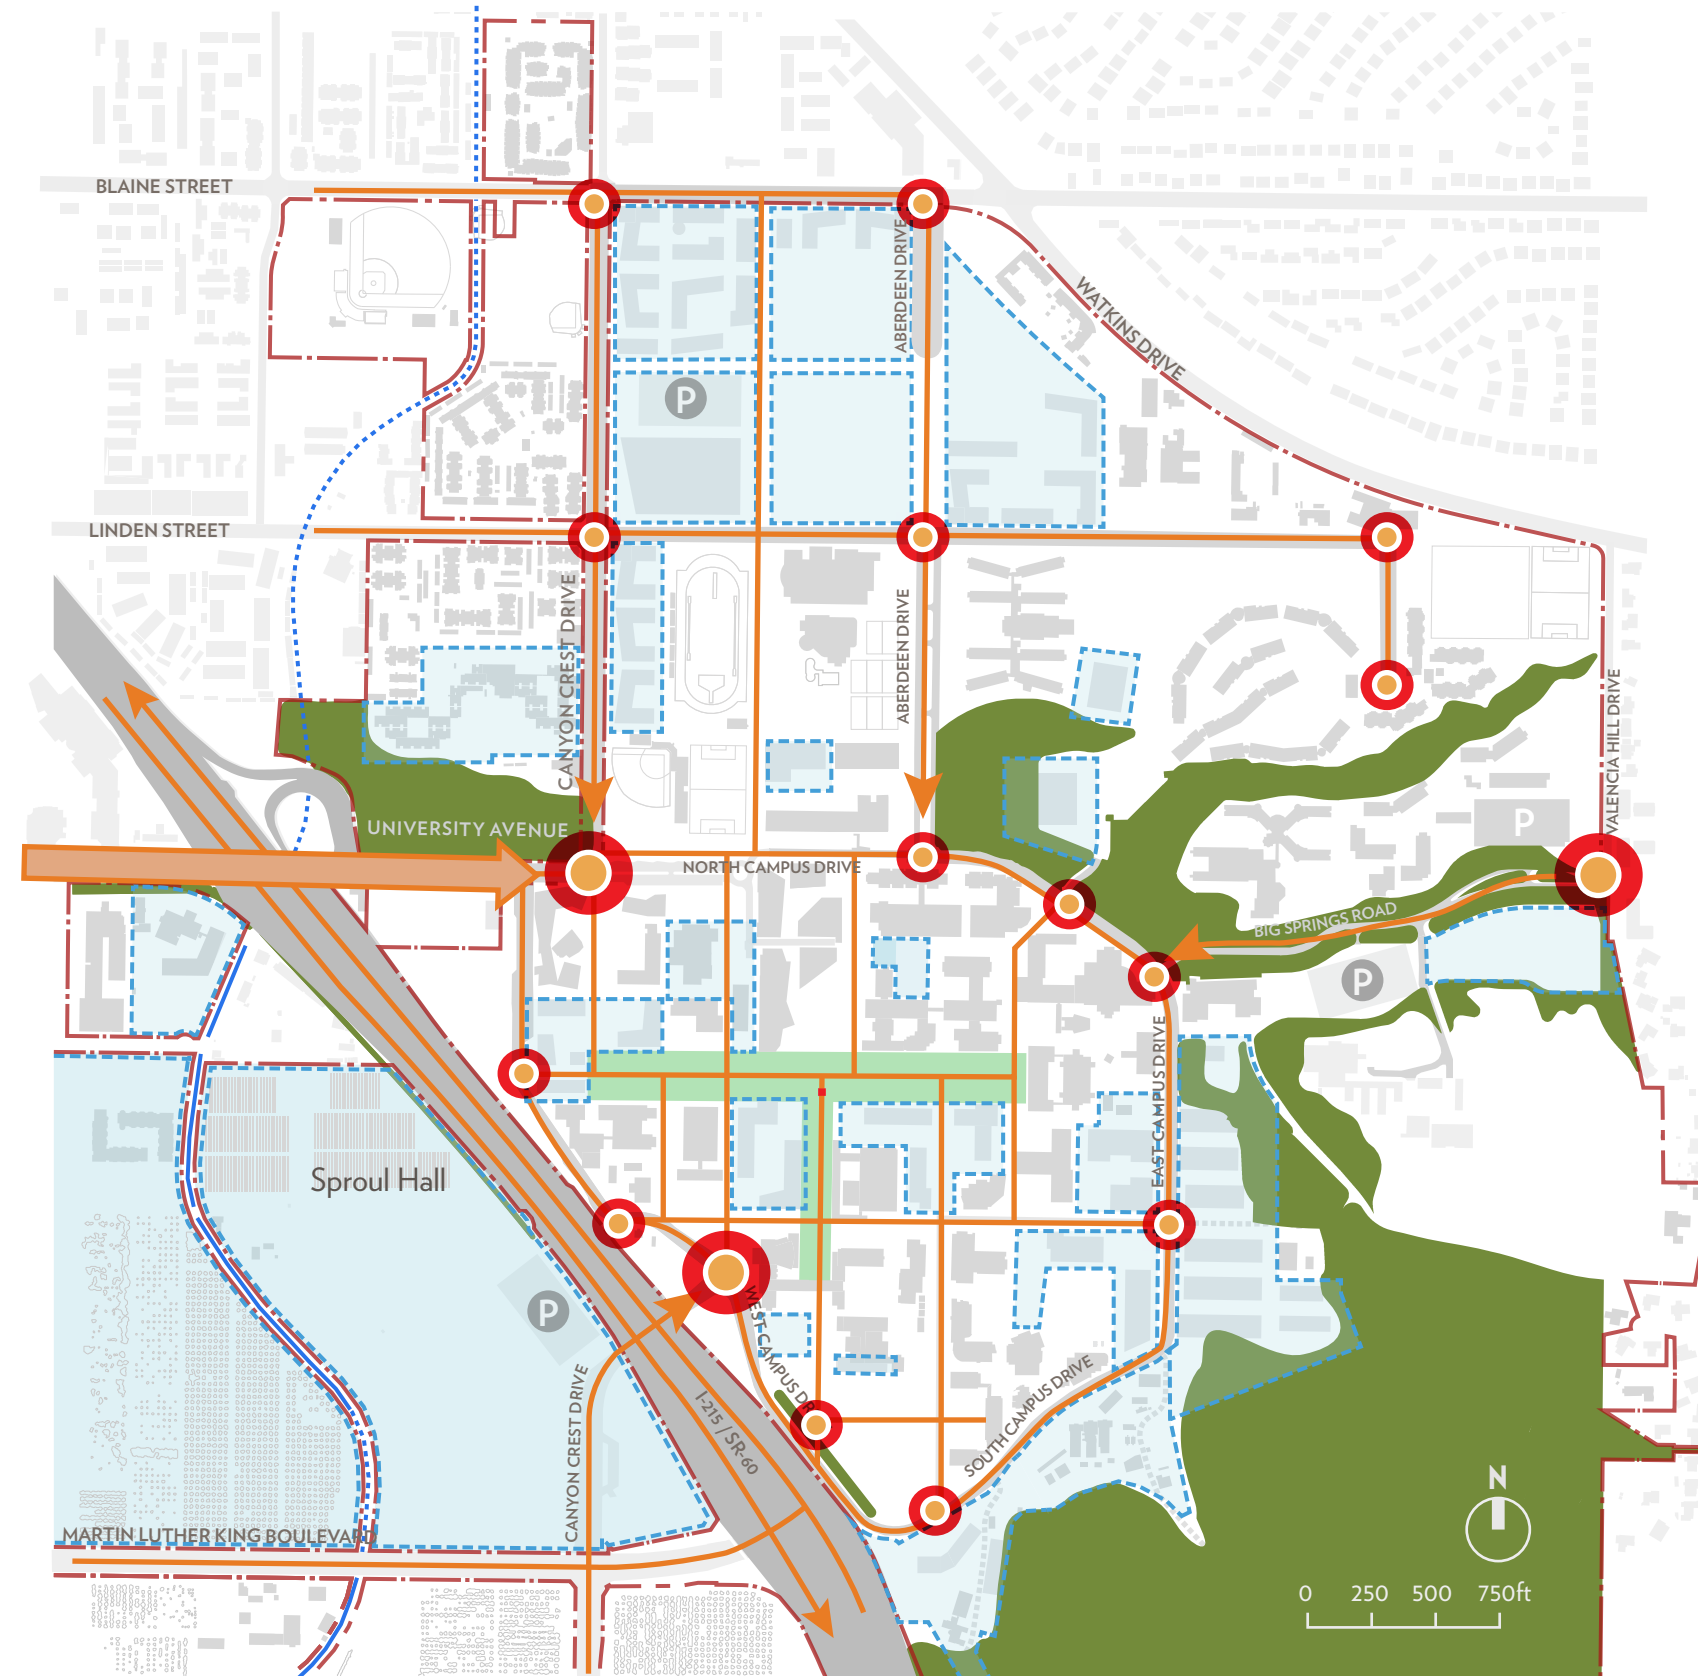 BLAINE STREET
ABERDEEN DRIVE
WATKINS DRIVE
P
LINDEN STREET
CANYON CREST DRIVE
ABERDEEN DRIVE
VALENCIA HILL DRIVE
UNIVERSITY AVENUE
P
NORTH CAMPUS DRIVE
BIG SPRINGS ROAD
P
EAST CAMPUS DRIVE
Sproul Hall
P
WEST CAMPUS DR
CANYON CREST DRIVE
I-215 / SR-60
SOUTH CAMPUS DRIVE
N
MARTIN LUTHER KING BOULEVARD
0 250 500 750ft